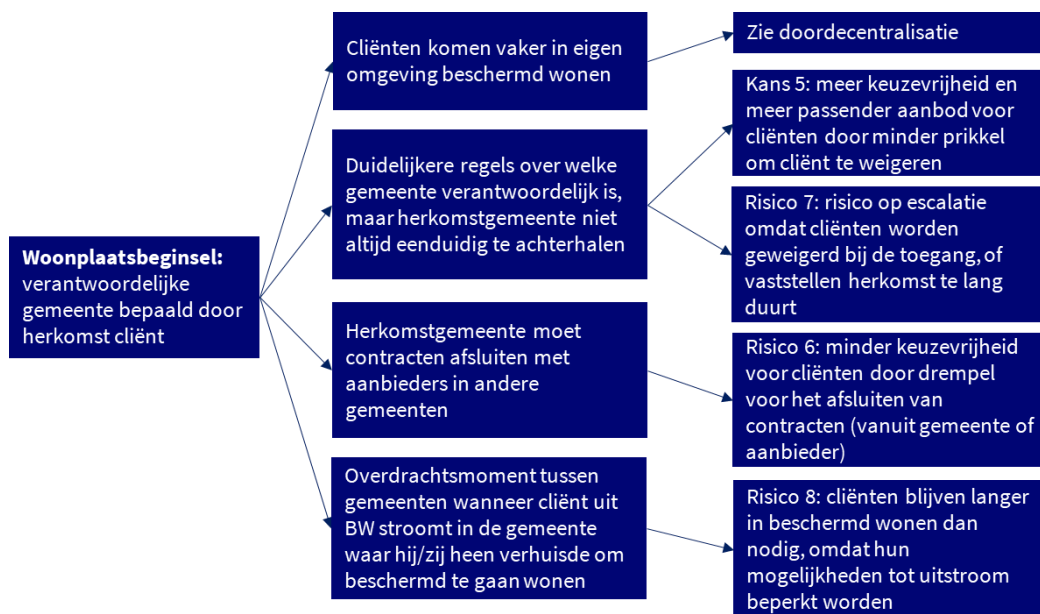 Woonplaatsbeginsel:
verantwoordelijke
gemeente bepaald door
herkomst cliënt
Cliënten komen vaker in eigen
omgeving beschermd wonen
Duidelijkere regels over welke
gemeente verantwoordelijk is,
maar herkomstgemeente niet
altijd eenduidig te achterhalen
Herkomstgemeente moet
contracten afsluiten met
aanbieders in andere
gemeenten
Overdrachtsmoment tussen
gemeenten wanneer cliënt uit
BW stroomt in de gemeente
waar hij/zij heen verhuisde om
beschermd te gaan wonen
Zie doordecentralisatie
Kans 5: meer keuzevrijheid en
meer passender aanbod voor
cliënten door minder prikkel
om cliënt te weigeren
Risico 7: risico op escalatie
omdat cliënten worden
geweigerd bij de toegang, of
vaststellen herkomst te lang
duurt
Risico 6: minder keuzevrijheid
voor cliënten door drempel
voor het afsluiten van
contracten (vanuit gemeente of
aanbieder)
Risico 8: cliënten blijven langer
in beschermd wonen dan
nodig, omdat hun
mogelijkheden tot uitstroom
beperkt worden